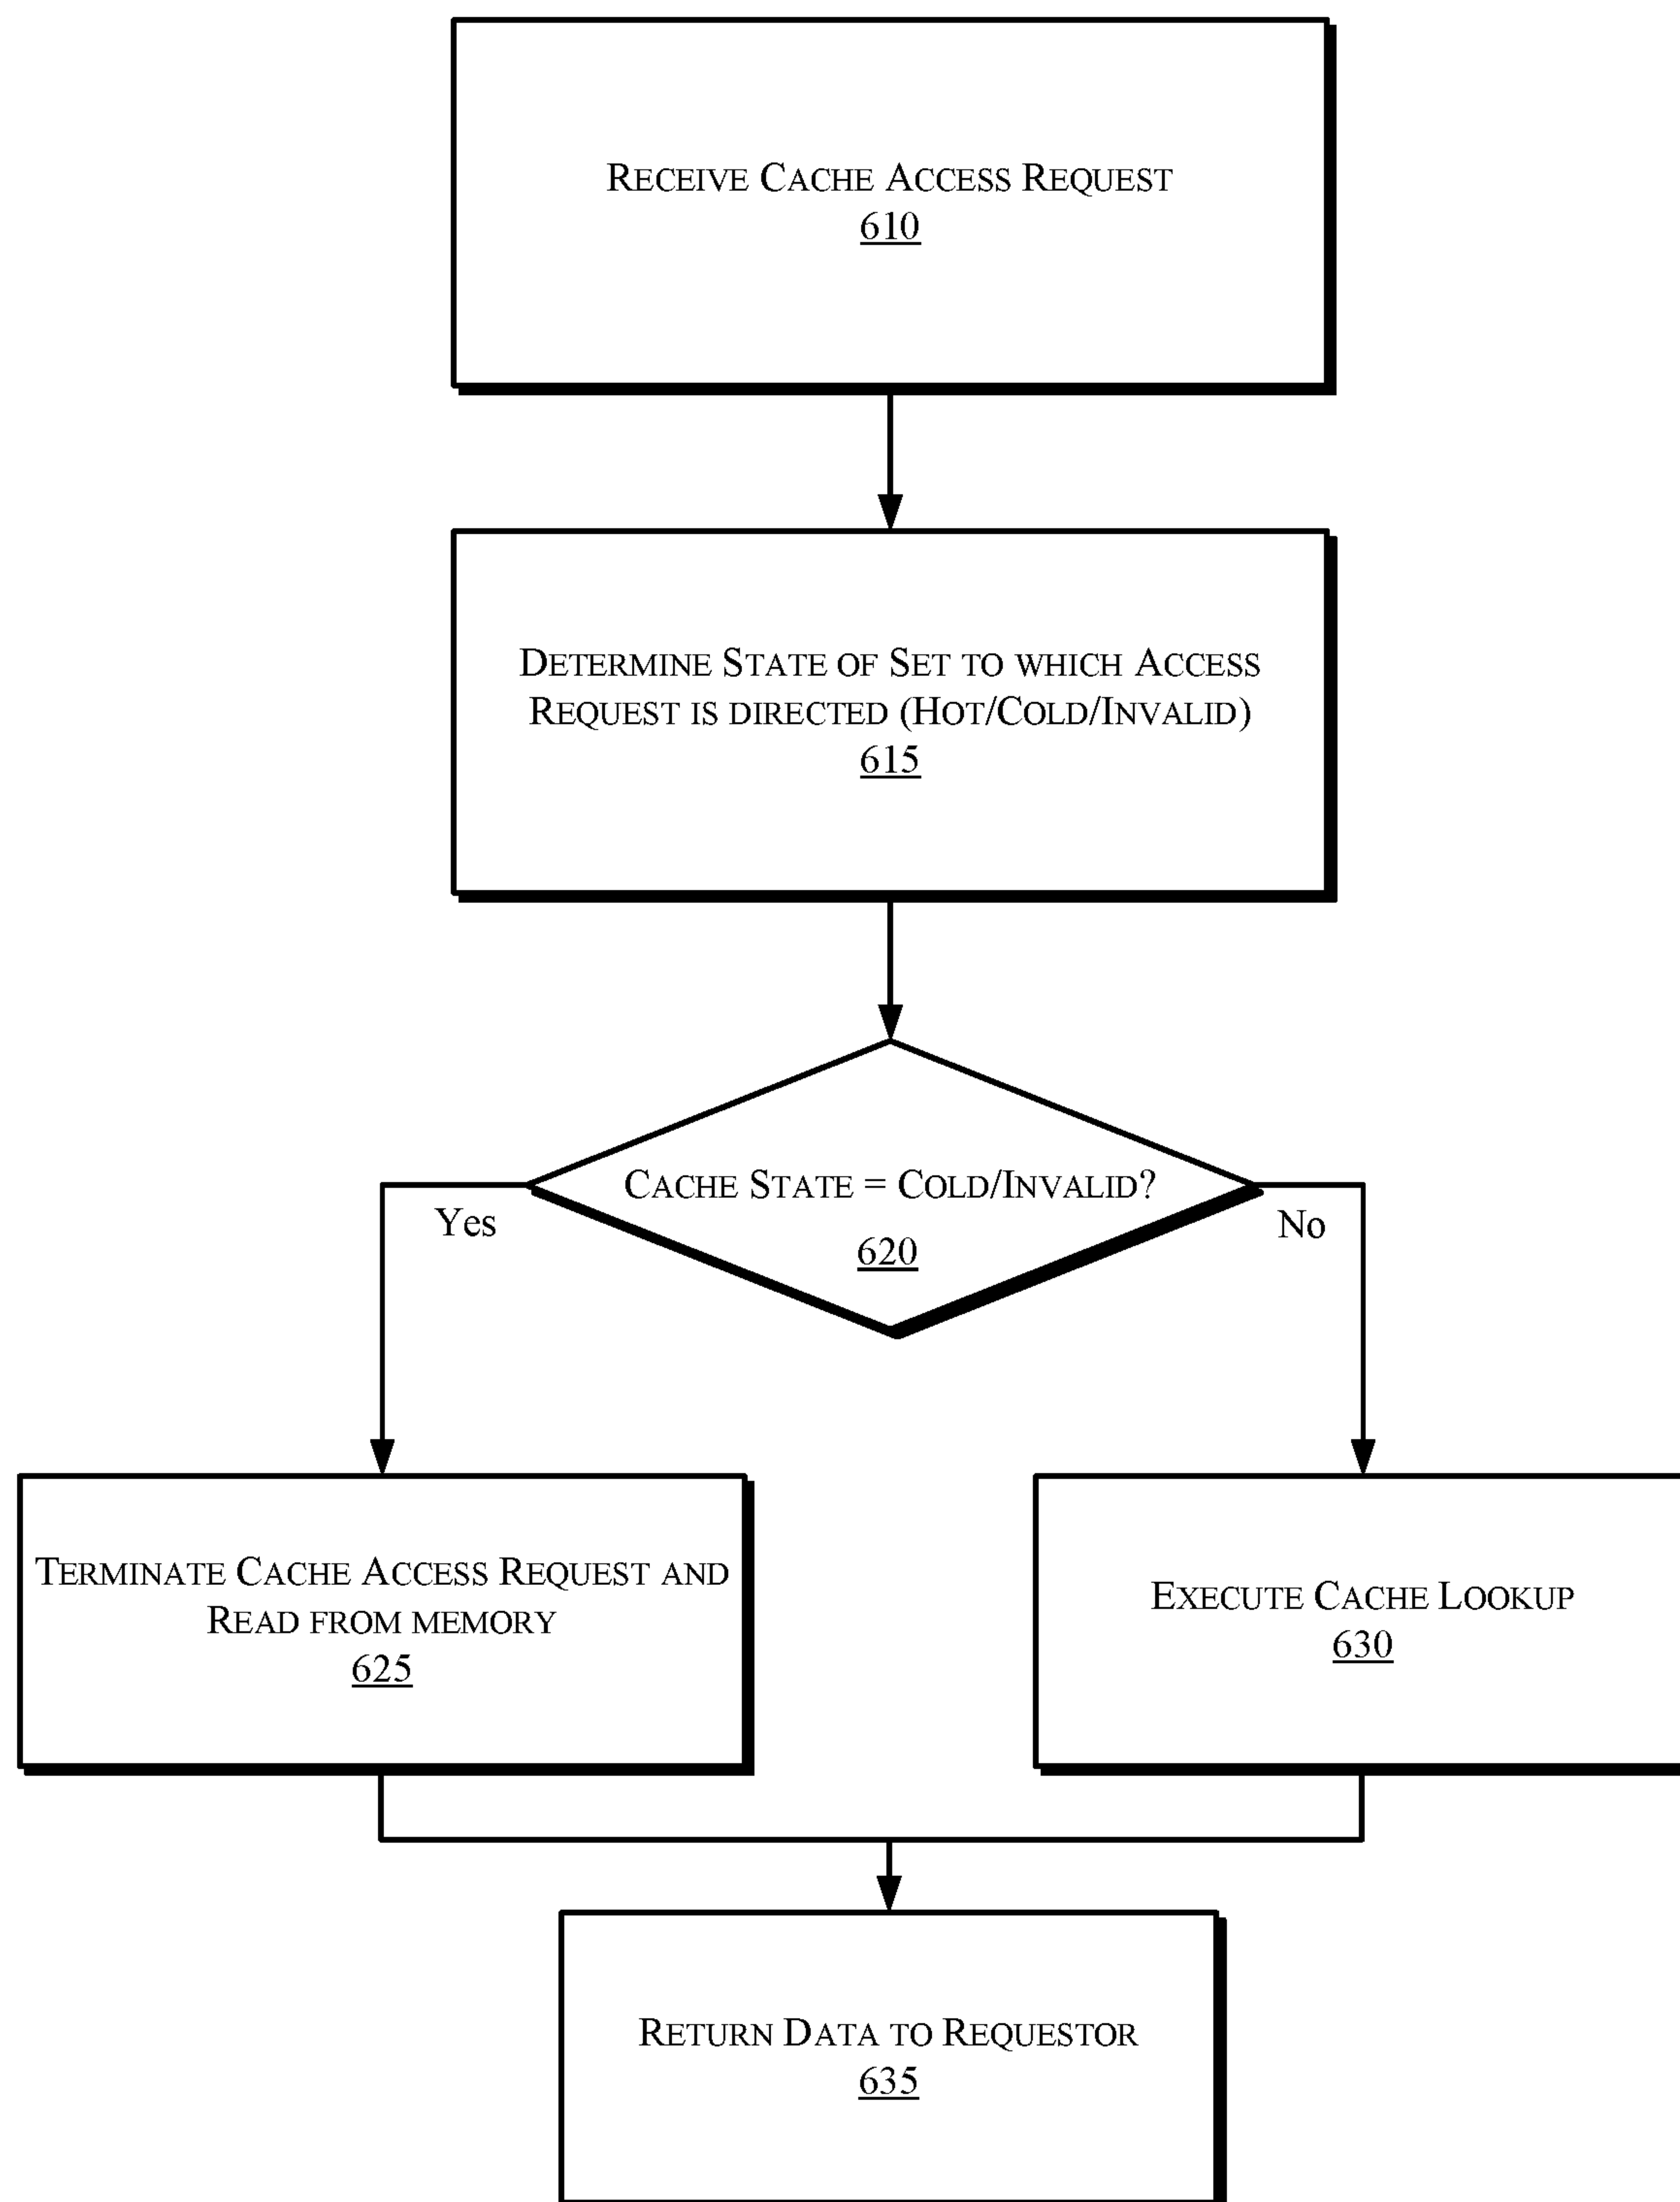 RECEIVE CACHE ACCESS REQUEST
610
DETERMINE STATE OF SET TO WHICH ACCESS
REQUEST IS DIRECTED (HOT/COLD/INVALID)
615
CACHE STATE = COLD/INVALID?
Yes
No
620
TERMINATE CACHE ACCESS REQUEST AND
READ FROM MEMORY
625
EXECUTE CACHE LOOKUP
630
RETURN DATA TO REQUESTOR
635